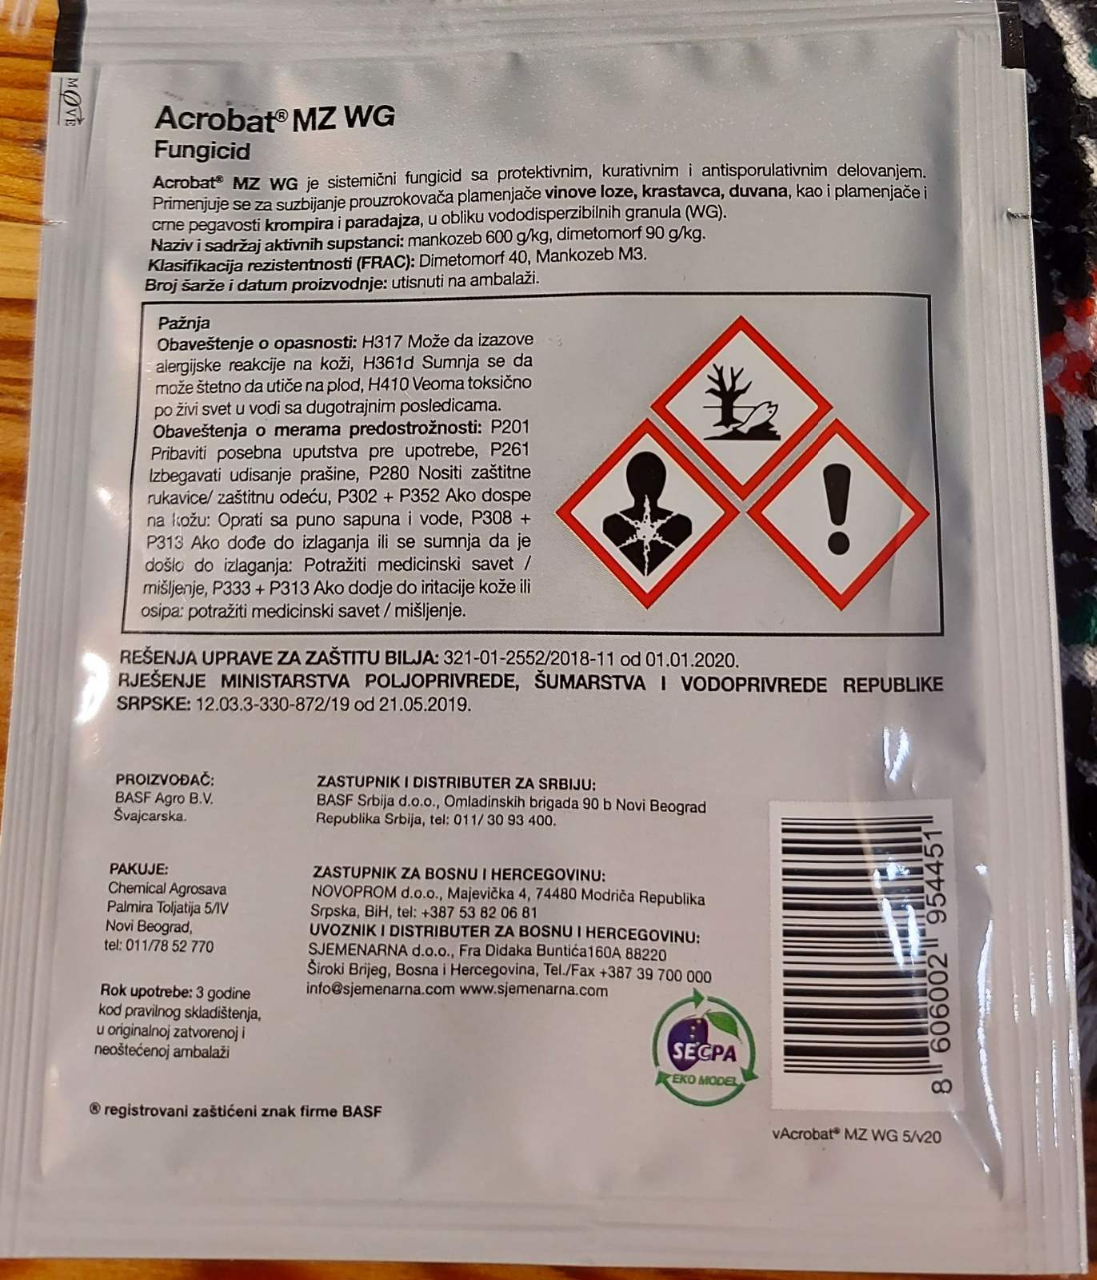 MØVE
Acrobat® MZ WG
Fungicid
Acrobat® MZ WG je sistemični fungicid sa protektivnim, kurativnim i antisporulativnim delovanjem.
Primenjuje se za suzbijanje prouzrokovača plamenjače vinove loze, krastavca, duvana, kao i plamenjače i
crne pegavosti krompira i paradajza, u obliku vododisperzibilnih granula (WG).
Naziv i sadržaj aktivnih supstanci: mankozeb 600 g/kg, dimetomorf 90 g/kg.
Klasifikacija rezistentnosti (FRAC): Dimetomorf 40, Mankozeb M3.
Broj šarže i datum proizvodnje: utisnuti na ambalaži.
Pažnja
Obaveštenje o opasnosti: H317 Može da izazove
alergijske reakcije na koži, H361d Sumnja se da
može štetno da utiče na plod, H410 Veoma toksično
po živi svet u vodi sa dugotrajnim posledicama.
Obaveštenja o merama predostrožnosti: P201
Pribaviti posebna uputstva pre upotrebe, P261
Izbegavati udisanje prašine, P280 Nositi zaštitne
rukavice/ zaštitnu odeću, P302 + P352 Ako dospe
na kožu: Oprati sa puno sapuna i vode, P308 +
P313 Ako dođe do izlaganja ili se sumnja da je
došlo do izlaganja: Potražiti medicinski savet /
mišljenje, P333 + P313 Ako dodje do iritacije kože ili
osipa: potražiti medicinski savet / mišljenje.
REŠENJA UPRAVE ZA ZAŠTITU BILJA: 321-01-2552/2018-11 od 01.01.2020.
RJEŠENJE MINISTARSTVA POLJOPRIVREDE, ŠUMARSTVA I VODOPRIVREDE REPUBLIKE
SRPSKE: 12.03.3-330-872/19 od 21.05.2019.
PROIZVOĐAČ:
BASF Agro B.V.
Švajcarska.
ZASTUPNIK I DISTRIBUTER ZA SRBIJU:
BASF Srbija d.o.o., Omladinskih brigada 90 b Novi Beograd
Republika Srbija, tel: 011/ 30 93 400.
PAKUJE:
Chemical Agrosava
Palmira Toljatija 5/IV
Novi Beograd,
tel: 011/78 52 770
ZASTUPNIK ZA BOSNU I HERCEGOVINU:
NOVOPROM d.o.o., Majevička 4, 74480 Modriča Republika
Srpska, BiH, tel: +387 53 82 06 81
UVOZNIK I DISTRIBUTER ZA BOSNU I HERCEGOVINU:
SJEMENARNA d.o.o., Fra Didaka Buntića160A 88220
Široki Brijeg, Bosna i Hercegovina, Tel./Fax +387 39 700 000
info@sjemenarna.com www.sjemenarna.com
Rok upotrebe: 3 godine
kod pravilnog skladištenja,
u originalnoj zatvorenoj i
neoštećenoj ambalaži
SECPA
EKO MODEL
8 606002 954451
® registrovani zaštićeni znak firme BASF
vAcrobat® MZ WG 5/v20